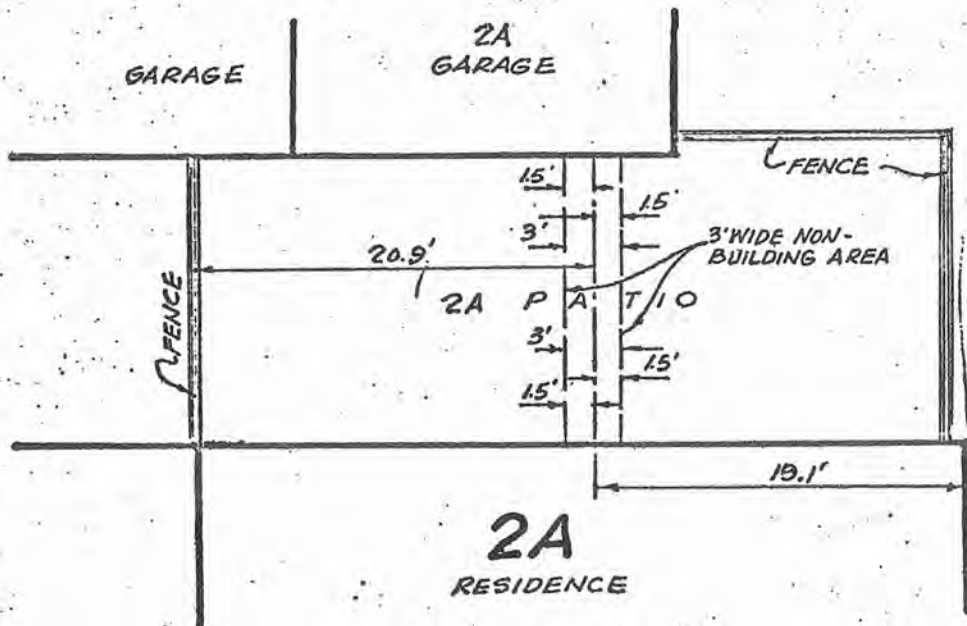 2A
GARAGE
GARAGE
FENCE
1.5'
1.5'
3'
3' WIDE NON-
BUILDING AREA
20.9'
2A PATIO
FENCE
3'
1.5'
1.5'
19.1'
2A
RESIDENCE